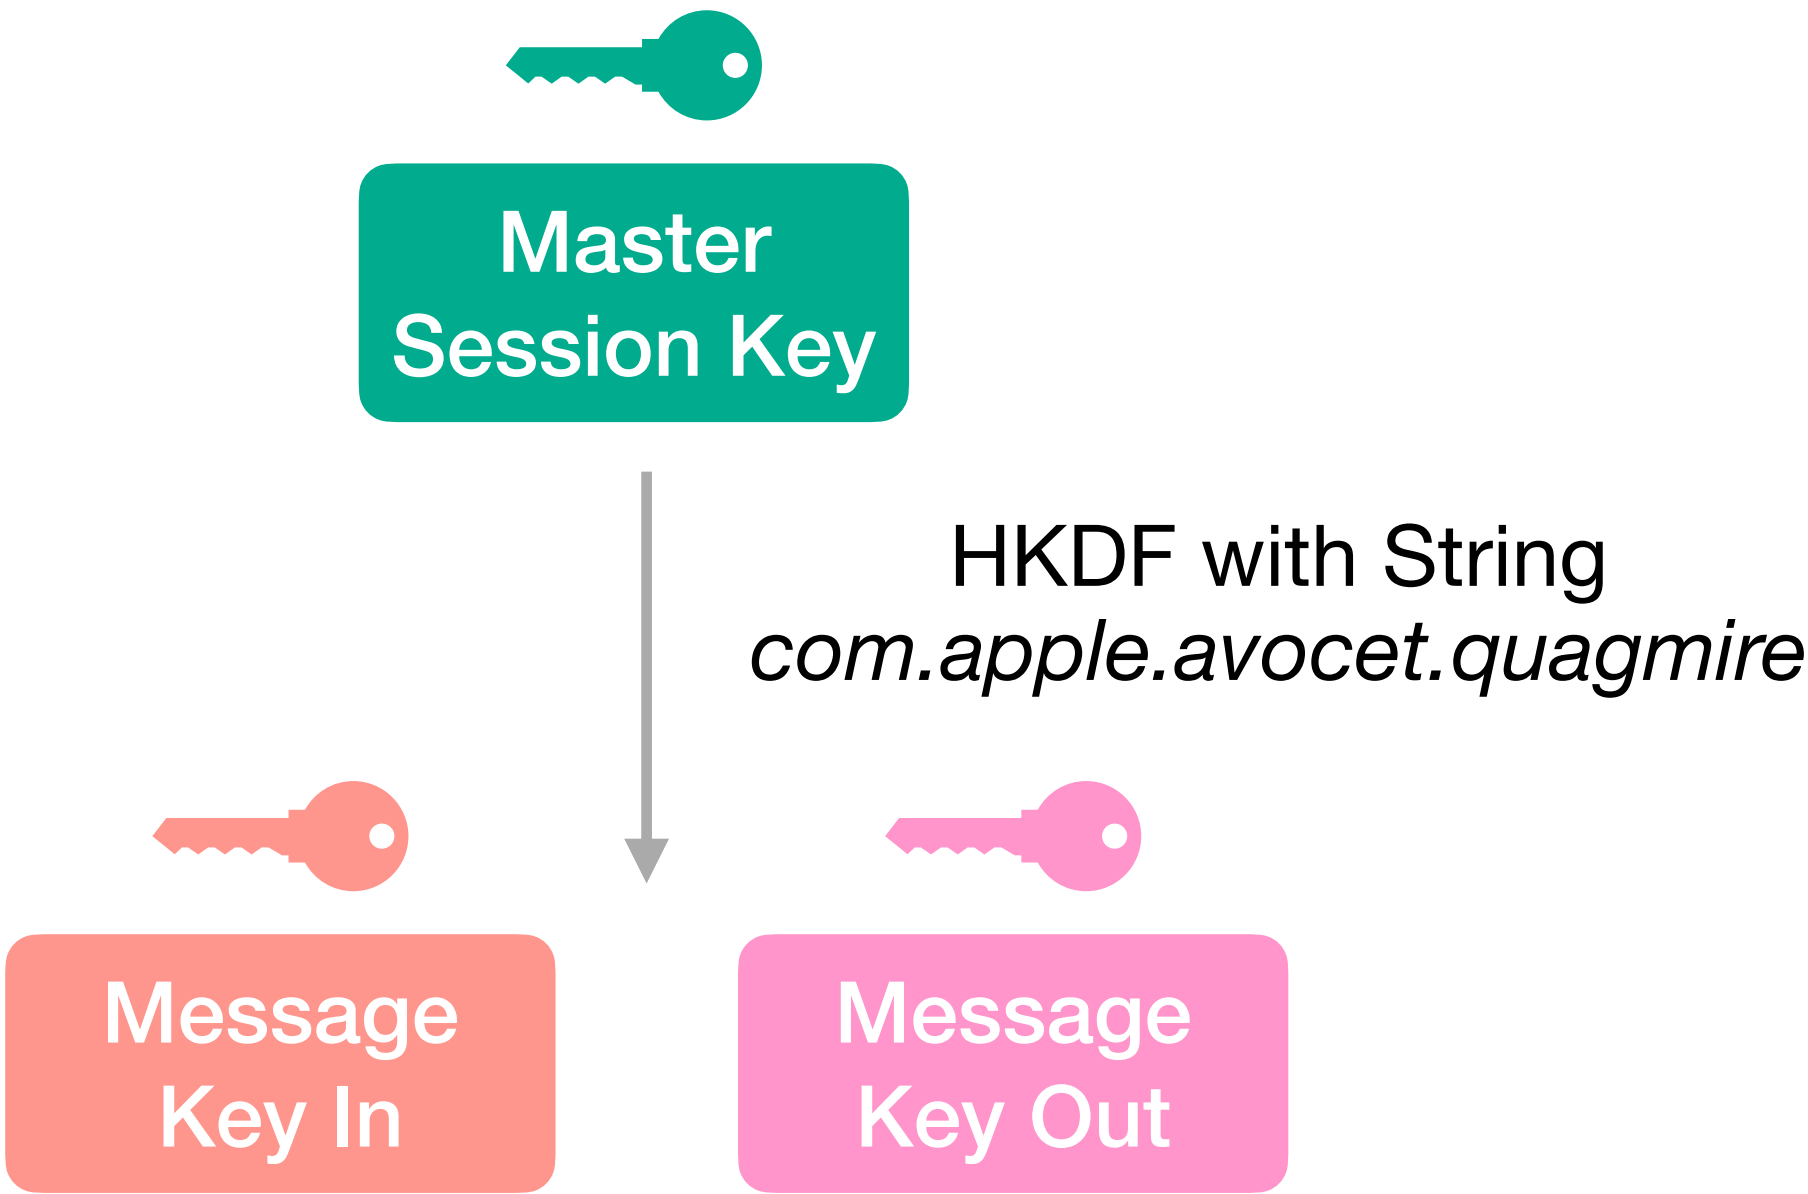 Master
Session Key
HKDF with String
com.apple.avocet.quagmire
Message
Key In
Message
Key Out